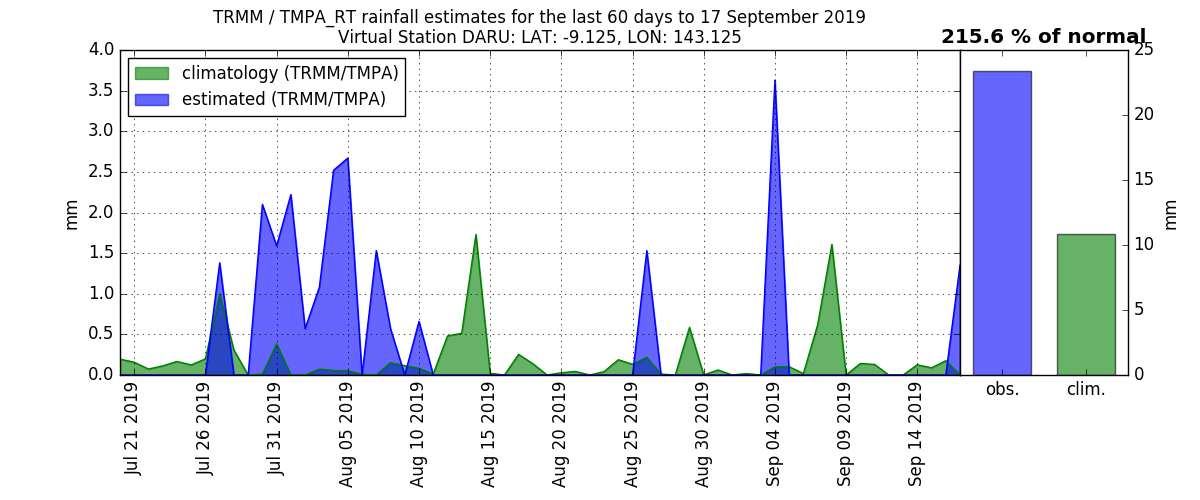 TRMM / TMPA_RT rainfall estimates for the last 60 days to 17 September 2019
Virtual Station DARU: LAT: -9.125, LON: 143.125
215.6 % of normal
climatology (TRMM/TMPA)
estimated (TRMM/TMPA)
4.0
3.5
3.0
2.5
2.0
1.5
1.0
0.5
0.0
mm
Jul 21 2019
Jul 26 2019
Jul 31 2019
Aug 05 2019
Aug 10 2019
Aug 15 2019
Aug 20 2019
Aug 25 2019
Aug 30 2019
Sep 04 2019
Sep 09 2019
Sep 14 2019
25
20
15
10
5
0
mm
obs.
clim.